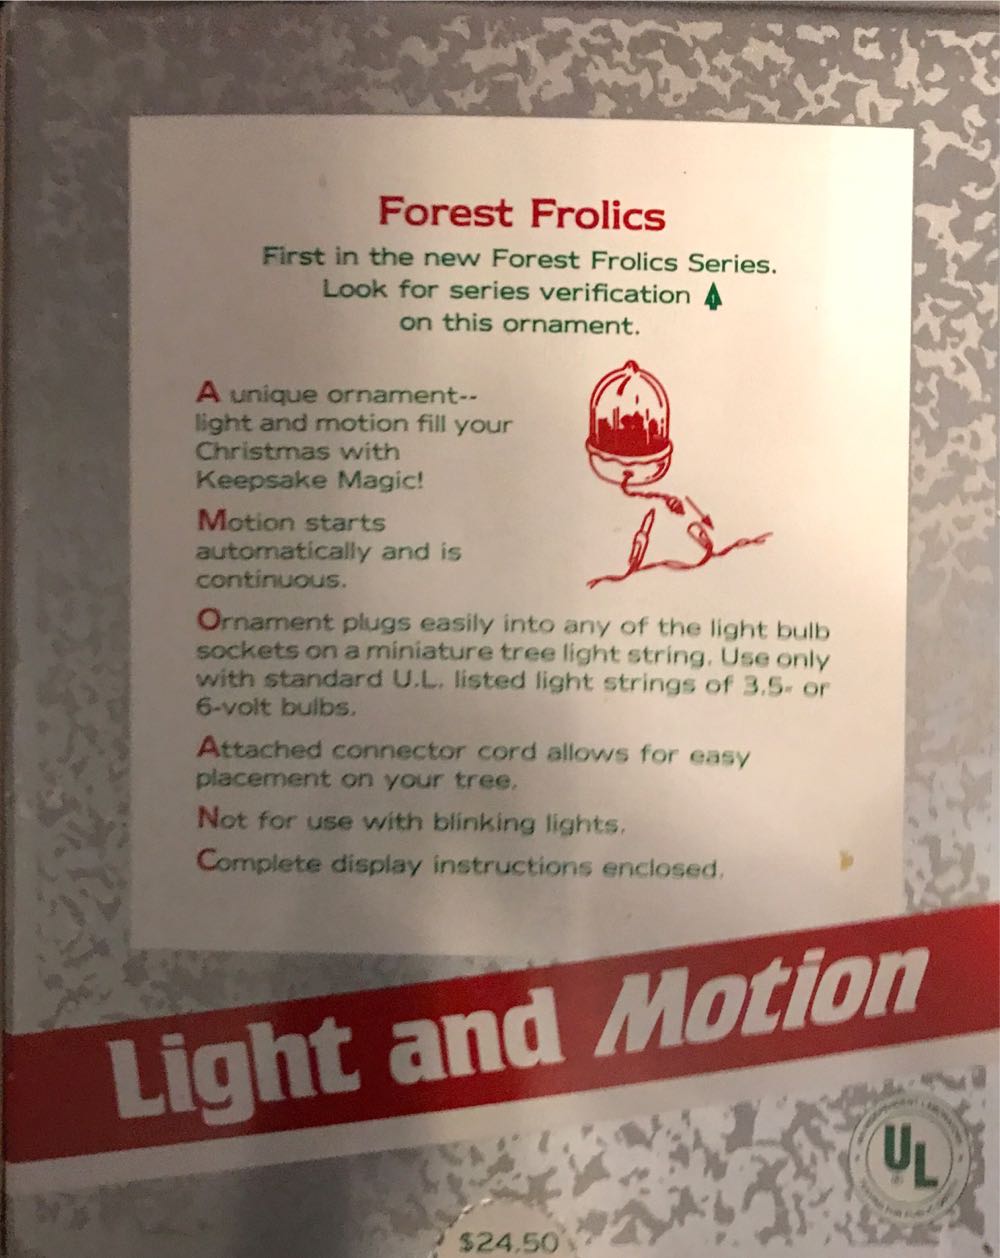 Forest Frolics
First in the new Forest Frolics Series.
Look for series verification
on this ornament.
A unique ornament--
light and motion fill your
Christmas with
Keepsake Magic!
Motion starts
automatically and is
continuous.
Ornament plugs easily into any of the light bulb
sockets on a miniature tree light string. Use only
with standard U.L. listed light strings of 3.5- or
6-volt bulbs.
Attached connector cord allows for easy
placement on your tree.
Not for use with blinking lights.
Complete display instructions enclosed.
Light and Motion
UL
$24.50